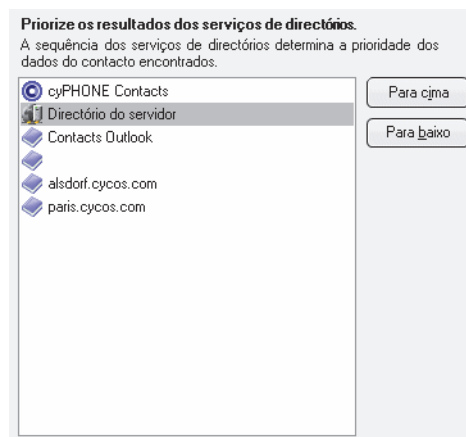 Priorize os resultados dos serviços de directórios.
A sequência dos serviços de directórios determina a prioridade dos
dados do contacto encontrados.
cyPHONE Contacts
Directório do servidor
Contacts Outlook
alsdorf.cycos.com
paris.cycos.com
Para cima
Para baixo